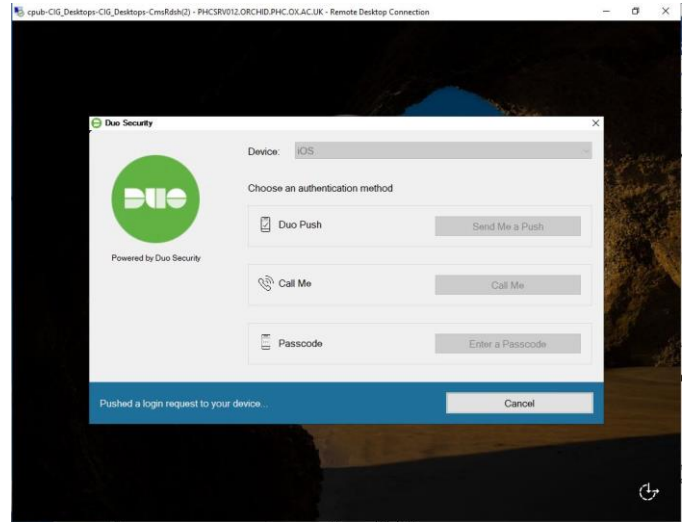 cpub-CIG_Desktops-CIG_Desktops-CmsRdsh(2) - PHCSRV012.ORCHID.PHC.OX.AC.UK - Remote Desktop Connection
Duo Security
Device: iOS
Choose an authentication method
DUO
Powered by Duo Security
Duo Push Send Me a Push
Call Me Call Me
Passcode Enter a Passcode
Pushed a login request to your device... Cancel